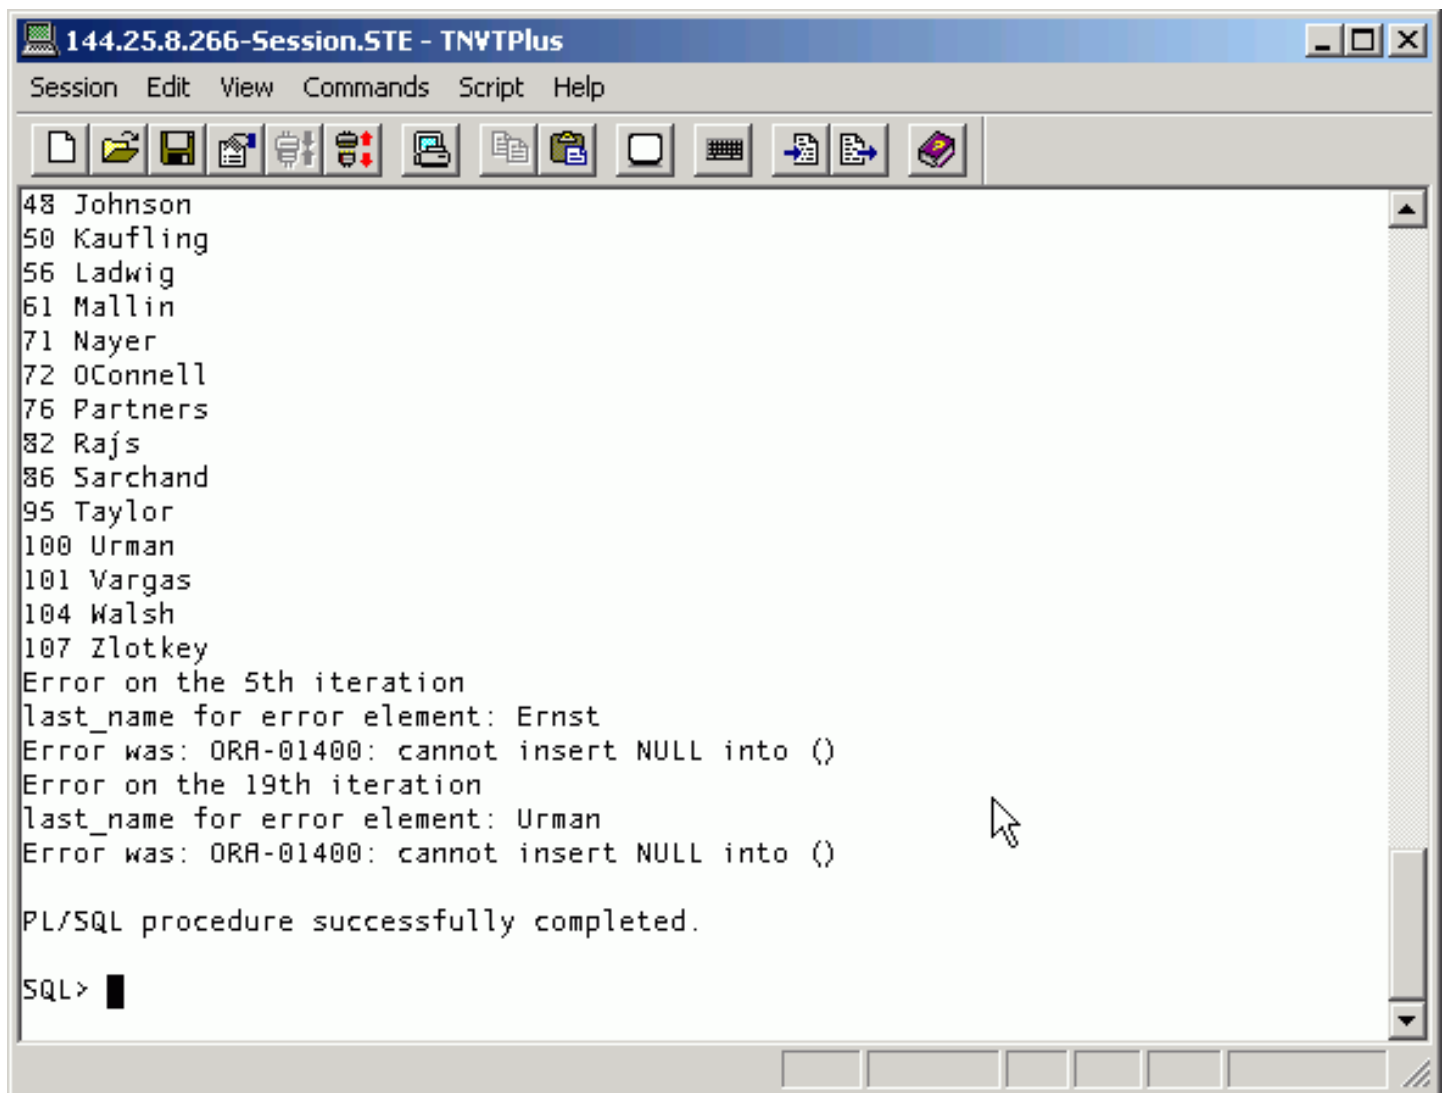 144.25.8.266-Session.STE - TNVTPlus
Session Edit View Commands Script Help
48 Johnson
50 Kaufling
56 Ladwig
61 Mallin
71 Nayer
72 OConnell
76 Partners
82 Rajs
86 Sarchand
95 Taylor
100 Urman
101 Vargas
104 Walsh
107 Zlotkey
Error on the 5th iteration
last_name for error element: Ernst
Error was: ORA-01400: cannot insert NULL into ()
Error on the 19th iteration
last_name for error element: Urman
Error was: ORA-01400: cannot insert NULL into ()
PL/SQL procedure successfully completed.
SQL>